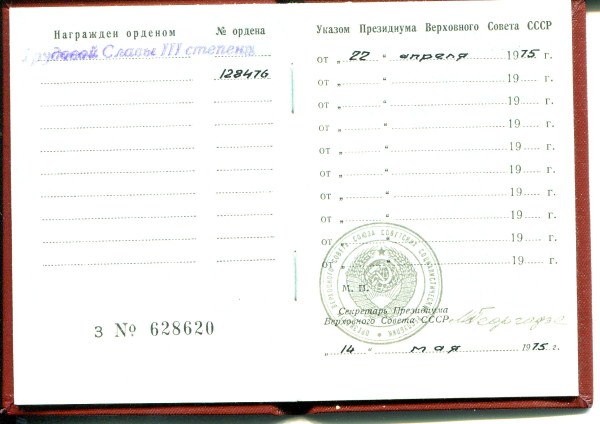 Награжден орденом
№ ордена
Трудовой Славы III степени
128476
З № 628620
Указом Президиума Верховного Совета СССР
от „ 22 “ апреля 1975 г.
от „ “ 19 г.
от „ “ 19 г.
от „ “ 19 г.
от „ “ 19 г.
от „ “ 19 г.
от „ “ 19 г.
от „ “ 19 г.
от „ “ 19 г.
от „ “ 19 г.
М. П.
Секретарь Президиума
Верховного Совета СССР
„ 14 “ мая 1975 г.